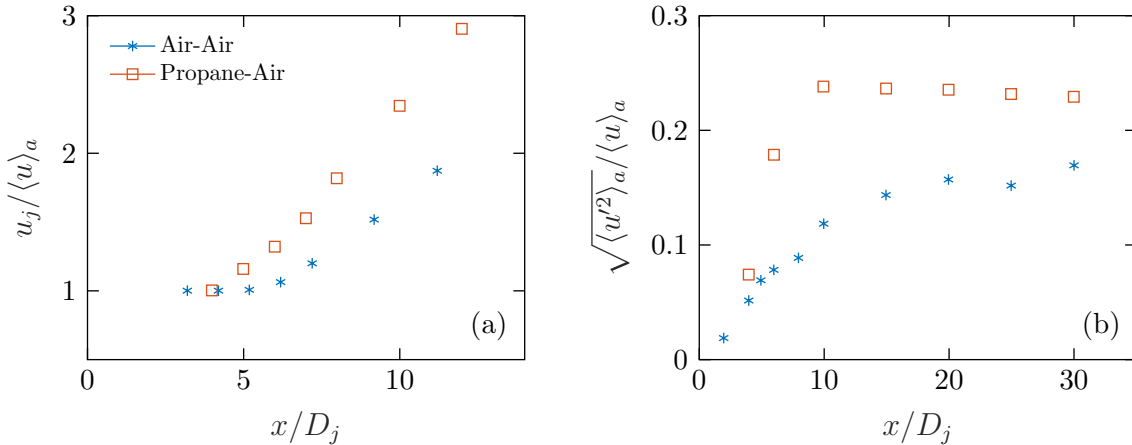 3
2
1
0
5
10
u_j/⟨u⟩_a
x/D_j
Air-Air
Propane-Air
(a)
0.3
0.2
0.1
0
0
10
20
30
√⟨u′²⟩_a/⟨u⟩_a
x/D_j
(b)